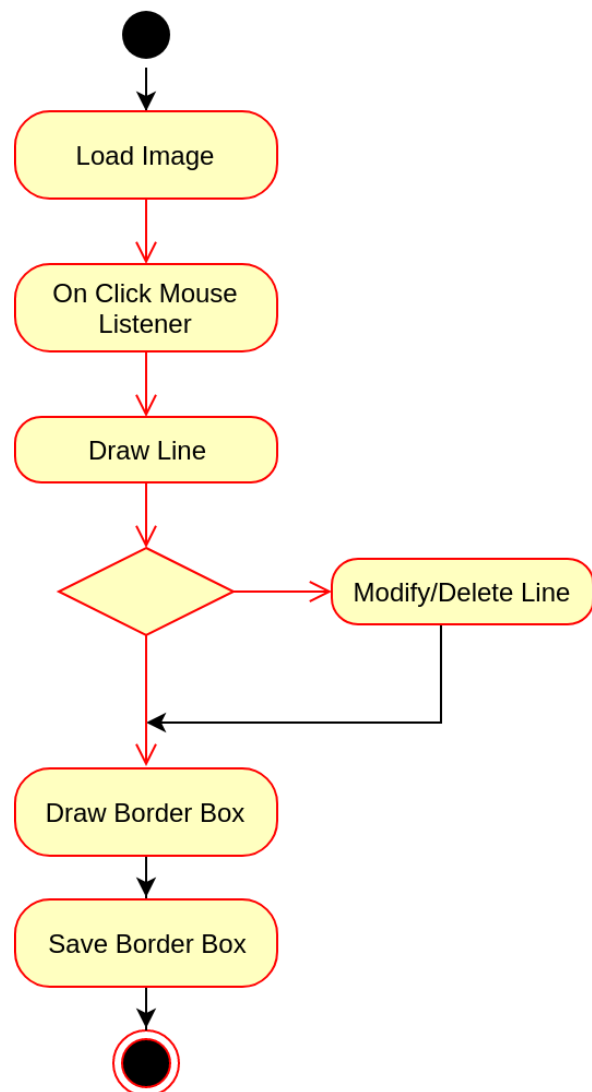 Load Image
On Click Mouse
Listener
Draw Line
Modify/Delete Line
Draw Border Box
Save Border Box